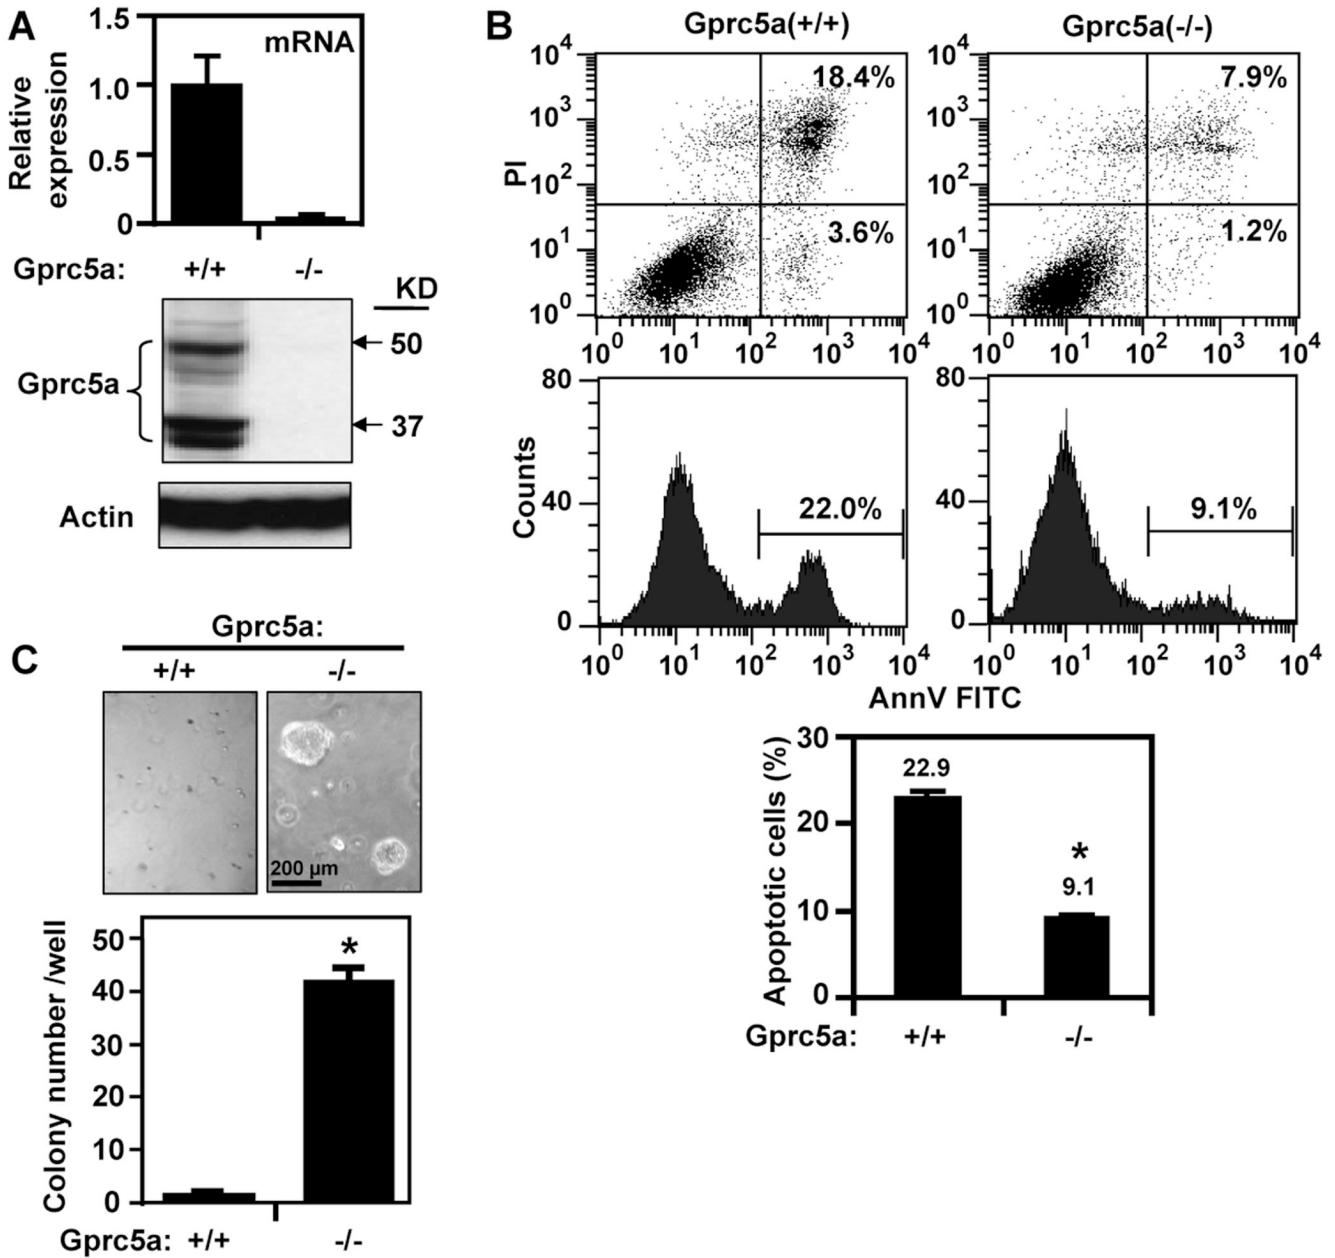 A
1.5
1.0
0.5
0
Relative
expression
mRNA
Gprc5a: +/+ -/-
KD
Gprc5a
50
37
Actin
B
Gprc5a(+/+)
Gprc5a(-/-)
PI
10⁴
10³
10²
10¹
10⁰
18.4%
3.6%
10⁰ 10¹ 10² 10³ 10⁴
10⁴
10³
10²
10¹
10⁰
7.9%
1.2%
10⁰ 10¹ 10² 10³ 10⁴
Counts
80
40
0
22.0%
10⁰ 10¹ 10² 10³ 10⁴
80
40
0
9.1%
10⁰ 10¹ 10² 10³ 10⁴
AnnV FITC
Apoptotic cells (%)
30
20
10
0
22.9
*
9.1
Gprc5a: +/+ -/-
C
Gprc5a:
+/+ -/-
200 µm
Colony number /well
50
40
30
20
10
0
*
Gprc5a: +/+ -/-